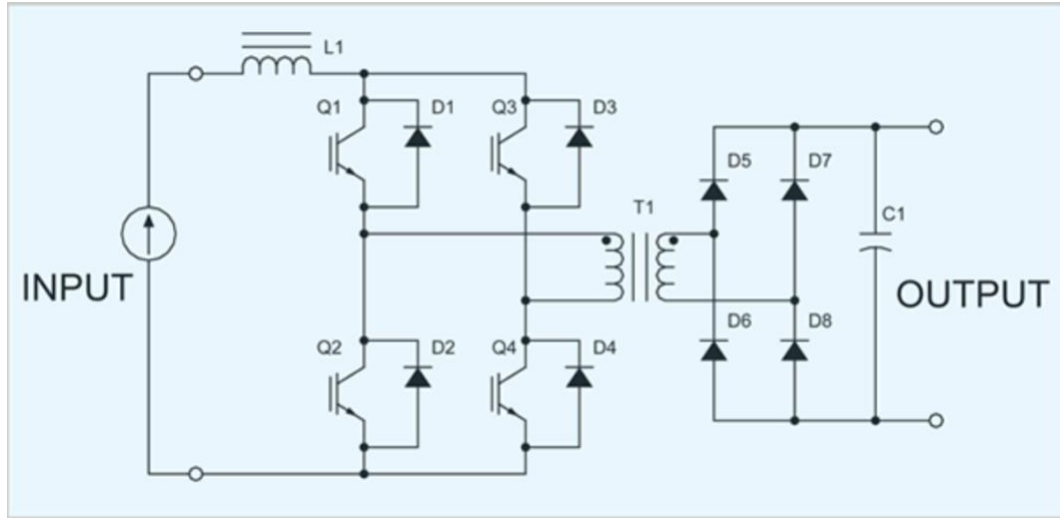 L1
Q1 D1 Q3 D3
D5 D7
T1
C1
INPUT OUTPUT
D6 D8
Q2 D2 Q4 D4